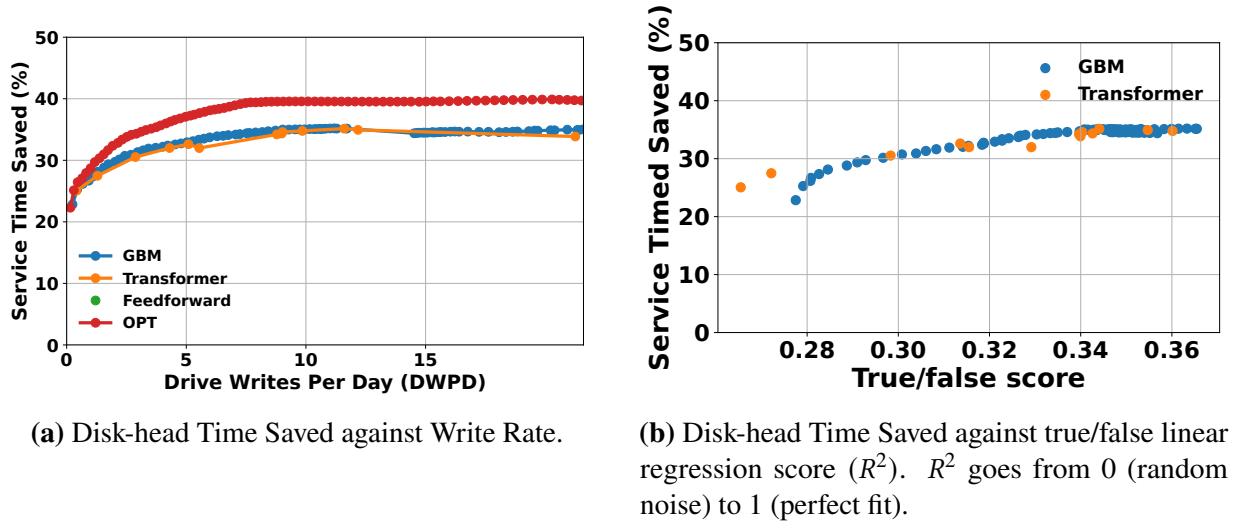 Service Time Saved (%)
50
40
30
20
10
0
GBM
Transformer
Feedforward
OPT
0 5 10 15
Drive Writes Per Day (DWPD)
(a) Disk-head Time Saved against Write Rate.
Service Timed Saved (%)
50
40
30
20
10
0
GBM
Transformer
0.28 0.30 0.32 0.34 0.36
True/false score
(b) Disk-head Time Saved against true/false linear
regression score (R²). R² goes from 0 (random
noise) to 1 (perfect fit).